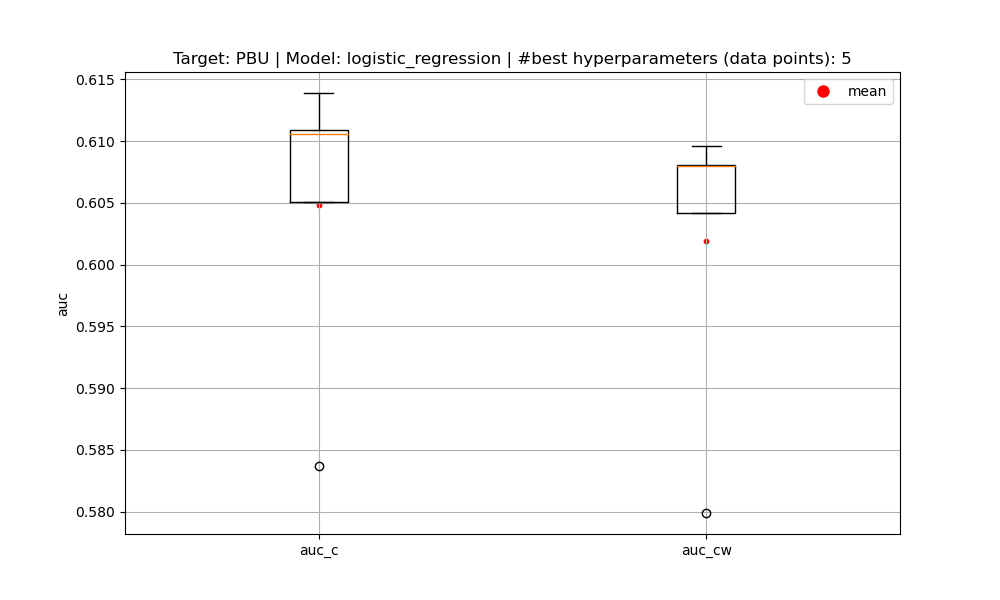 Target: PBU | Model: logistic_regression | #best hyperparameters (data points): 5
mean
auc
0.615
0.610
0.605
0.600
0.595
0.590
0.585
0.580
auc_c
auc_cw